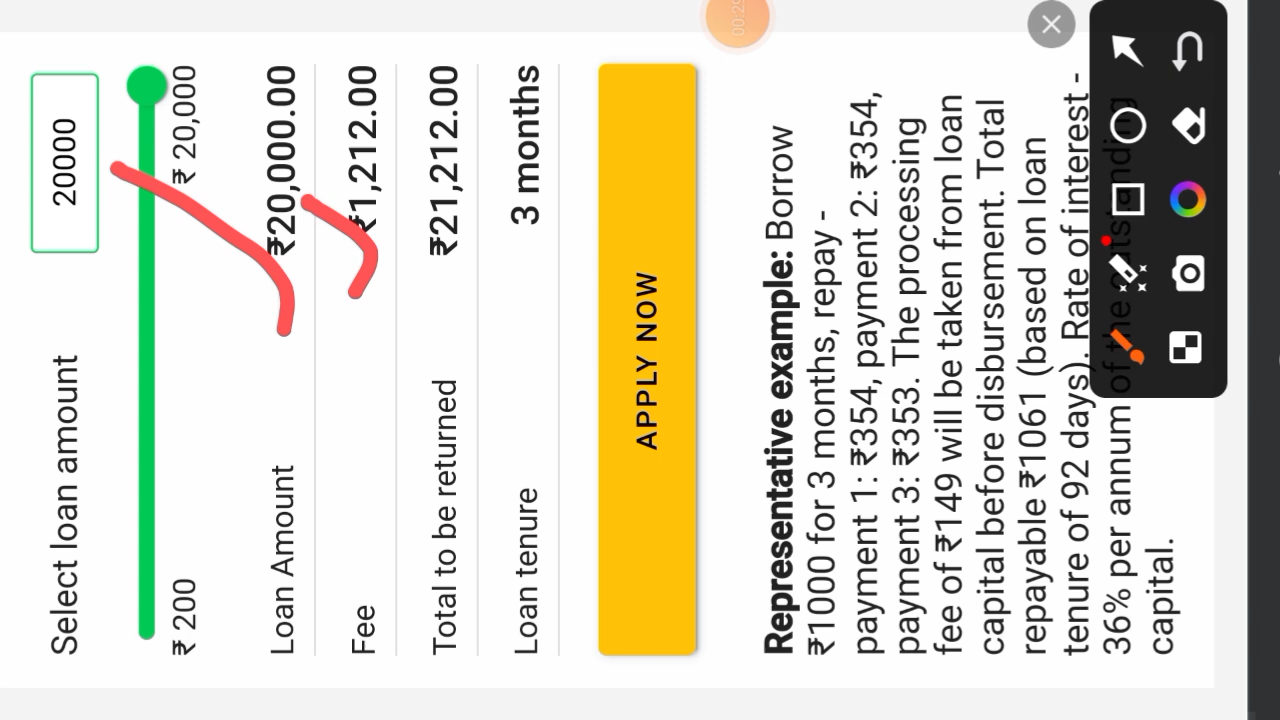 00:29
Select loan amount
20000
₹ 200
₹ 20,000
Loan Amount
₹20,000.00
Fee
₹1,212.00
Total to be returned
₹21,212.00
Loan tenure
3 months
APPLY NOW
Representative example: Borrow
₹1000 for 3 months, repay -
payment 1: ₹354, payment 2: ₹354,
payment 3: ₹353. The processing
fee of ₹149 will be taken from loan
capital before disbursement. Total
repayable ₹1061 (based on loan
tenure of 92 days). Rate of interest -
36% per annum of the outstanding
capital.